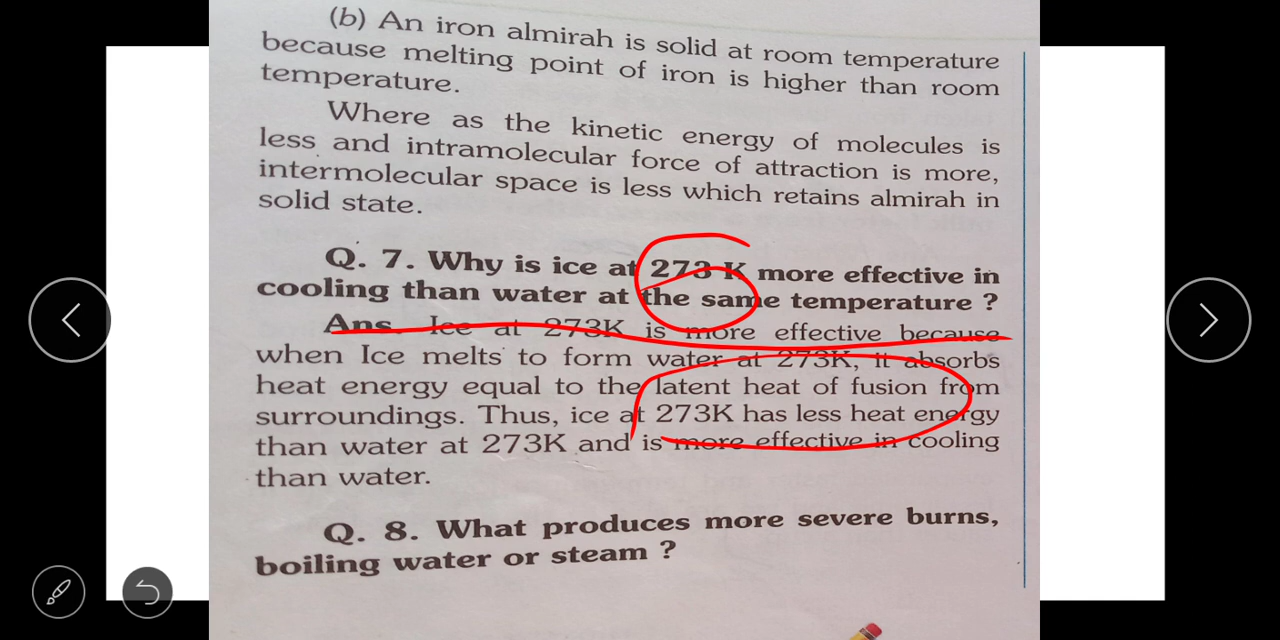 (b) An iron almirah is solid at room temperature
because melting point of iron is higher than room
temperature.
Where as the kinetic energy of molecules is
less and intramolecular force of attraction is more,
intermolecular space is less which retains almirah in
solid state.
Q. 7. Why is ice at 273 K more effective in
cooling than water at the same temperature ?
Ans. Ice at 273K is more effective because
when Ice melts to form water at 273K, it absorbs
heat energy equal to the latent heat of fusion from
surroundings. Thus, ice at 273K has less heat energy
than water at 273K and is more effective in cooling
than water.
Q. 8. What produces more severe burns,
boiling water or steam ?